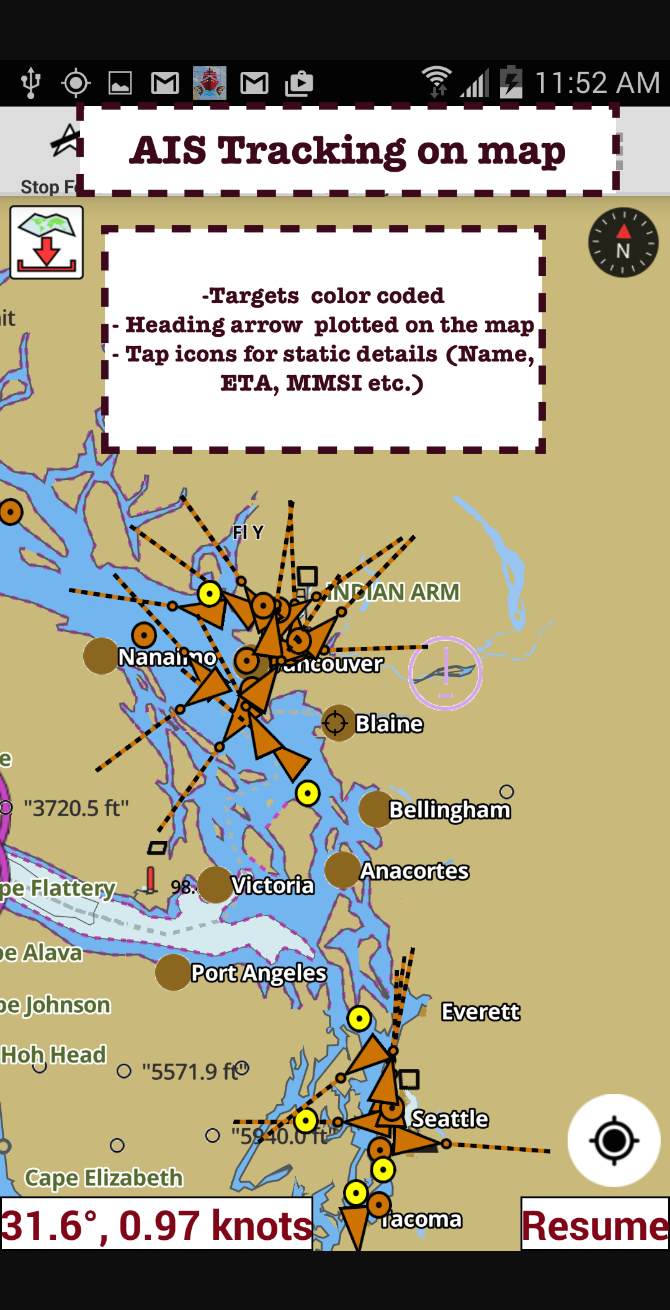 11:52 AM
AIS Tracking on map
Stop
N
-Targets color coded
- Heading arrow plotted on the map
- Tap icons for static details (Name,
ETA, MMSI etc.)
Fl Y
INDIAN ARM
Nanaimo
Vancouver
Blaine
"3720.5 ft"
Bellingham
Anacortes
pe Flattery
98.
Victoria
pe Alava
Port Angeles
pe Johnson
Everett
Hoh Head
"5571.9 ft"
Seattle
"5940.0 ft"
Cape Elizabeth
Tacoma
31.6°, 0.97 knots
Resume